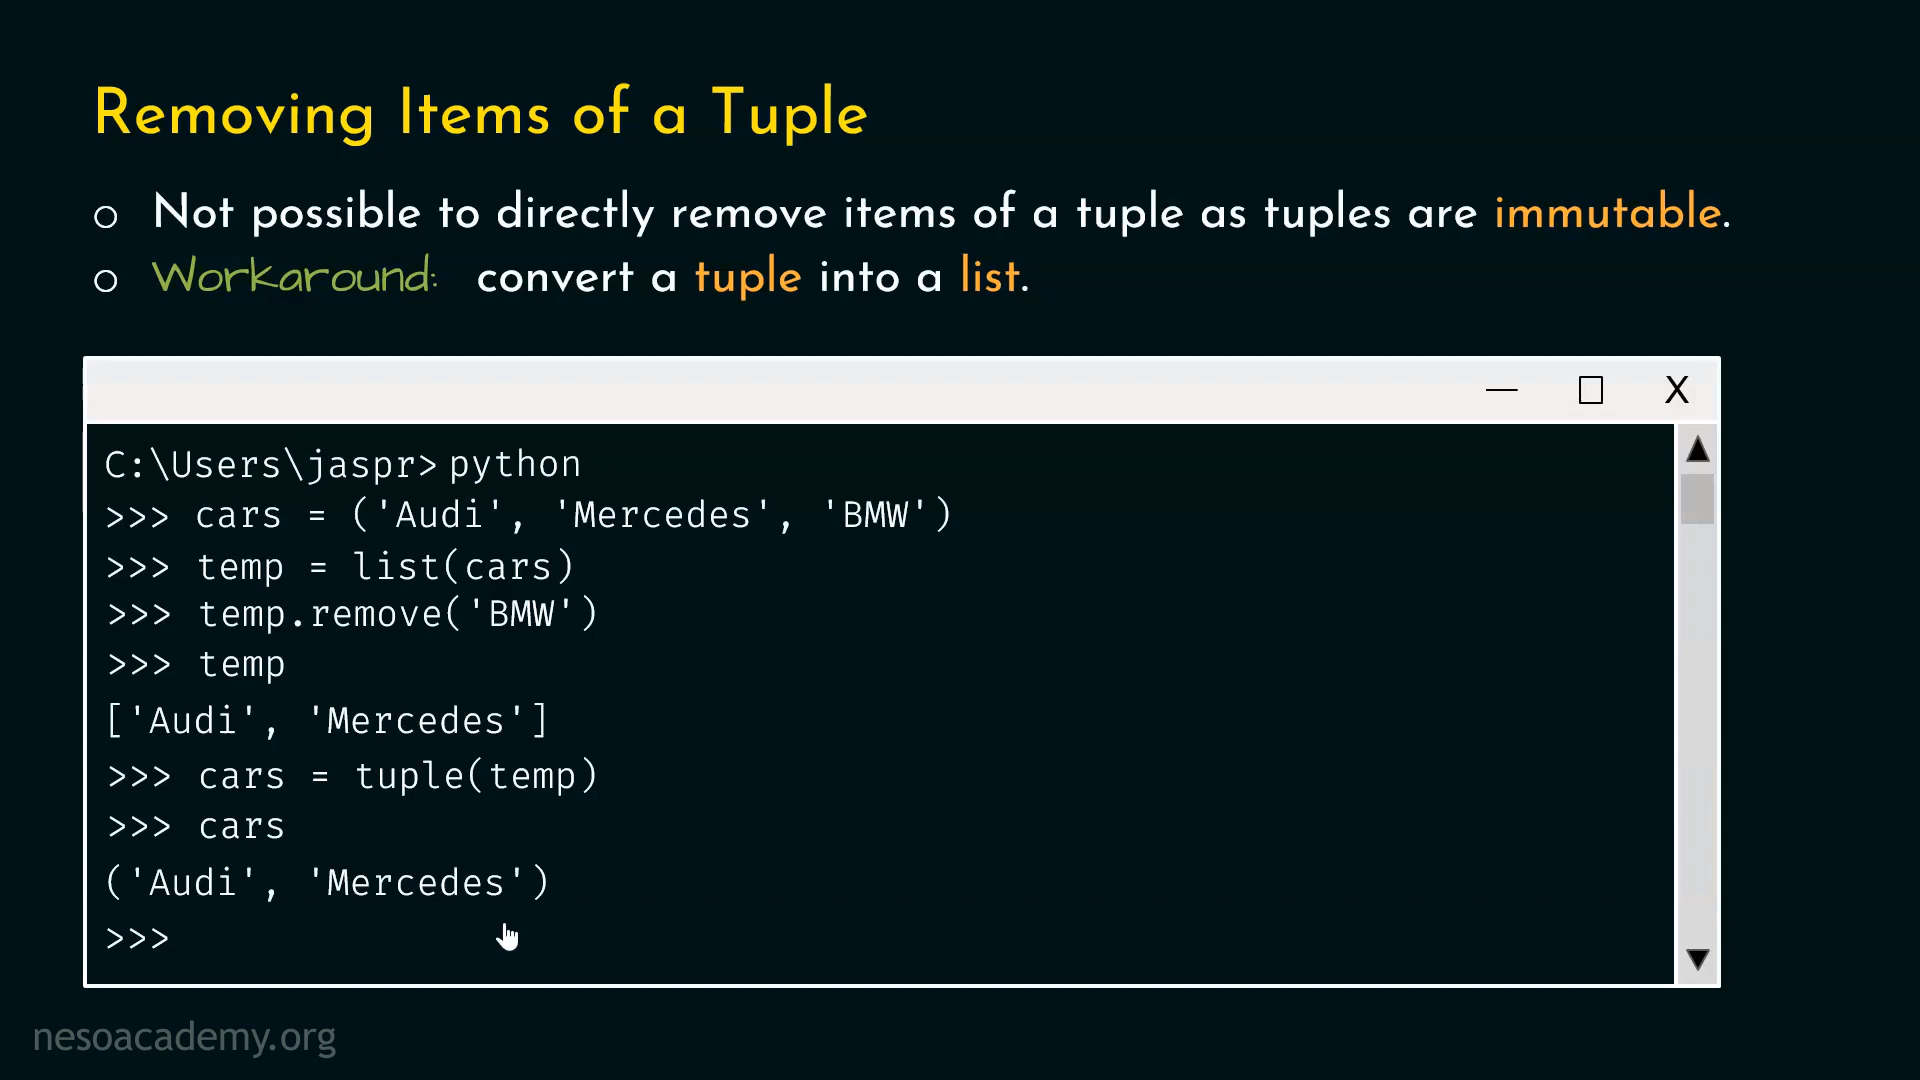 Removing Items of a Tuple
○ Not possible to directly remove items of a tuple as tuples are immutable.
○ Workaround: convert a tuple into a list.
— □ X
C:\Users\jaspr> python
>>> cars = ('Audi', 'Mercedes', 'BMW')
>>> temp = list(cars)
>>> temp.remove('BMW')
>>> temp
['Audi', 'Mercedes']
>>> cars = tuple(temp)
>>> cars
('Audi', 'Mercedes')
>>>
nesoacademy.org